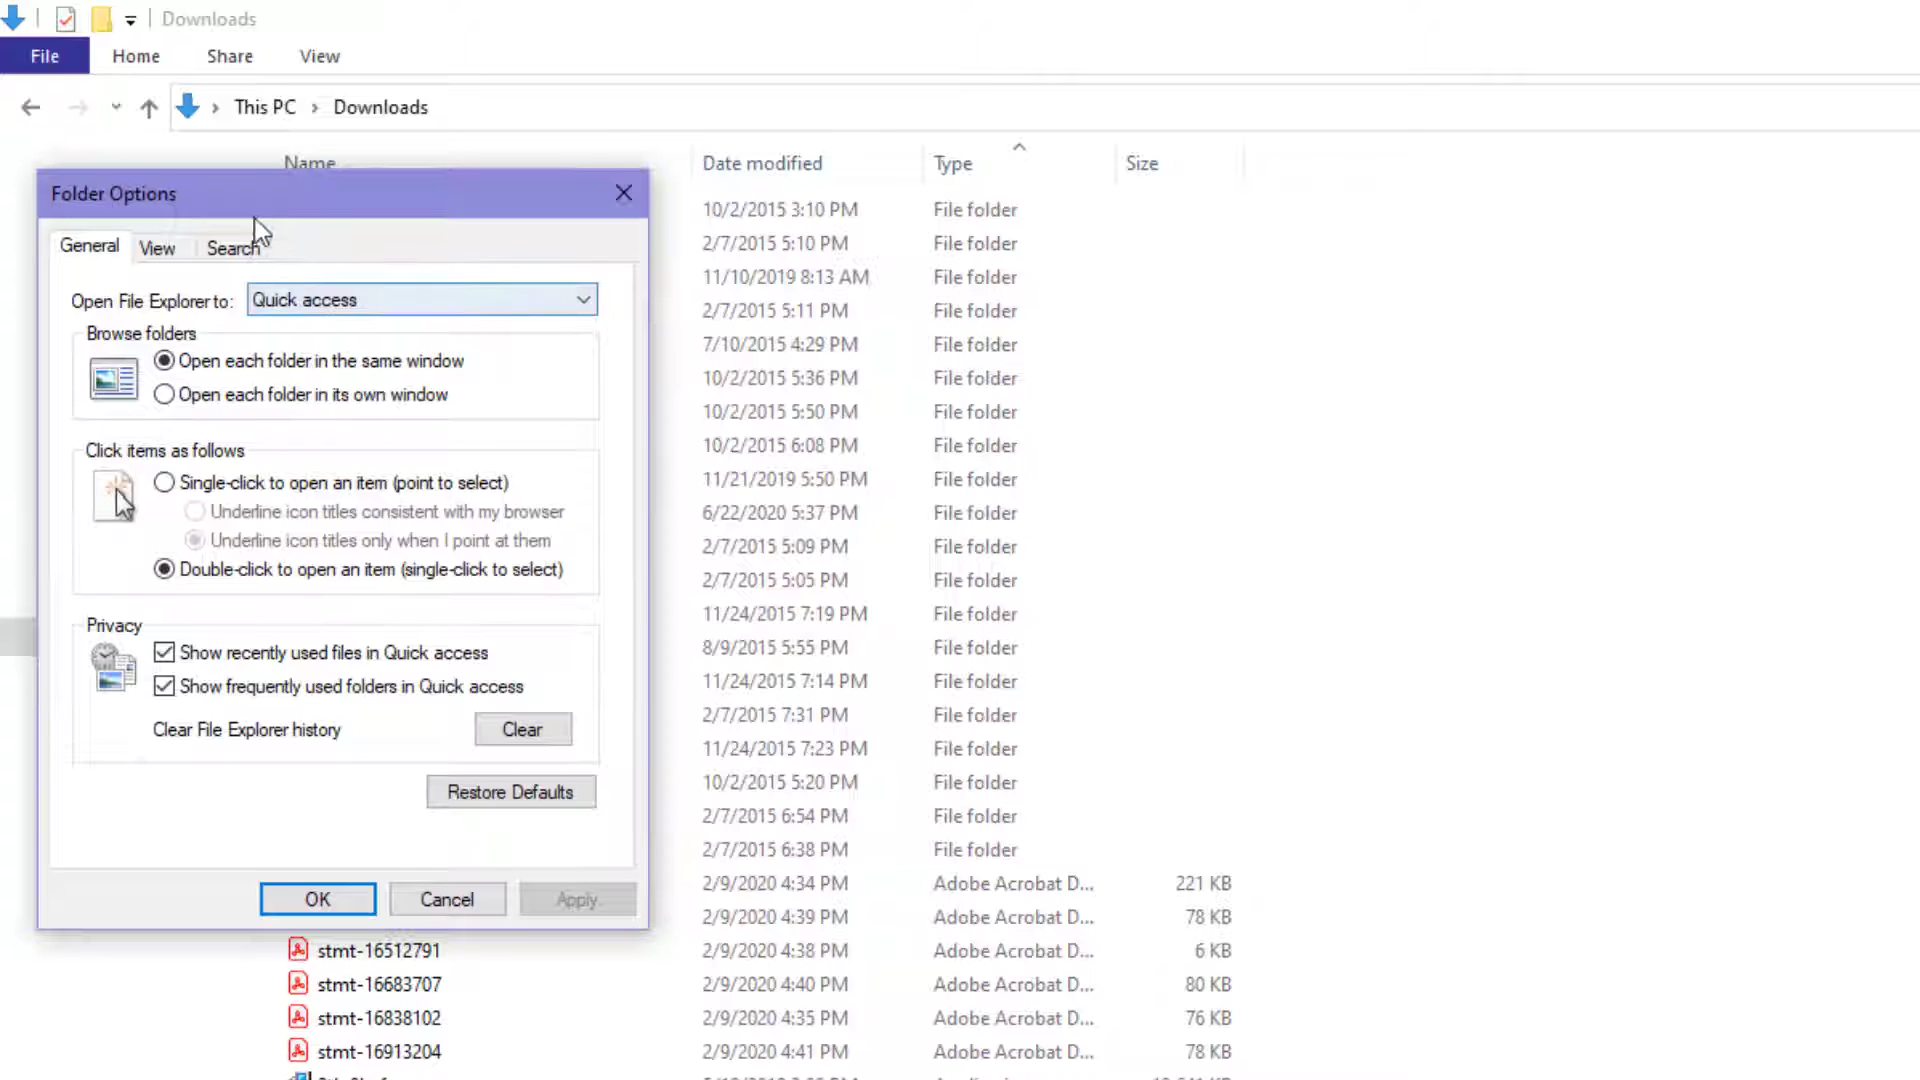 Downloads
File Home Share View
This PC > Downloads
Name Date modified Type Size
Folder Options
General View Search
Open File Explorer to: Quick access
Browse folders
Open each folder in the same window
Open each folder in its own window
Click items as follows
Single-click to open an item (point to select)
Underline icon titles consistent with my browser
Underline icon titles only when I point at them
Double-click to open an item (single-click to select)
Privacy
Show recently used files in Quick access
Show frequently used folders in Quick access
Clear File Explorer history Clear
Restore Defaults
OK Cancel Apply
10/2/2015 3:10 PM File folder
2/7/2015 5:10 PM File folder
11/10/2019 8:13 AM File folder
2/7/2015 5:11 PM File folder
7/10/2015 4:29 PM File folder
10/2/2015 5:36 PM File folder
10/2/2015 5:50 PM File folder
10/2/2015 6:08 PM File folder
11/21/2019 5:50 PM File folder
6/22/2020 5:37 PM File folder
2/7/2015 5:09 PM File folder
2/7/2015 5:05 PM File folder
11/24/2015 7:19 PM File folder
8/9/2015 5:55 PM File folder
11/24/2015 7:14 PM File folder
2/7/2015 7:31 PM File folder
11/24/2015 7:23 PM File folder
10/2/2015 5:20 PM File folder
2/7/2015 6:54 PM File folder
2/7/2015 6:38 PM File folder
2/9/2020 4:34 PM Adobe Acrobat D... 221 KB
2/9/2020 4:39 PM Adobe Acrobat D... 78 KB
stmt-16512791 2/9/2020 4:38 PM Adobe Acrobat D... 6 KB
stmt-16683707 2/9/2020 4:40 PM Adobe Acrobat D... 80 KB
stmt-16838102 2/9/2020 4:35 PM Adobe Acrobat D... 76 KB
stmt-16913204 2/9/2020 4:41 PM Adobe Acrobat D... 78 KB